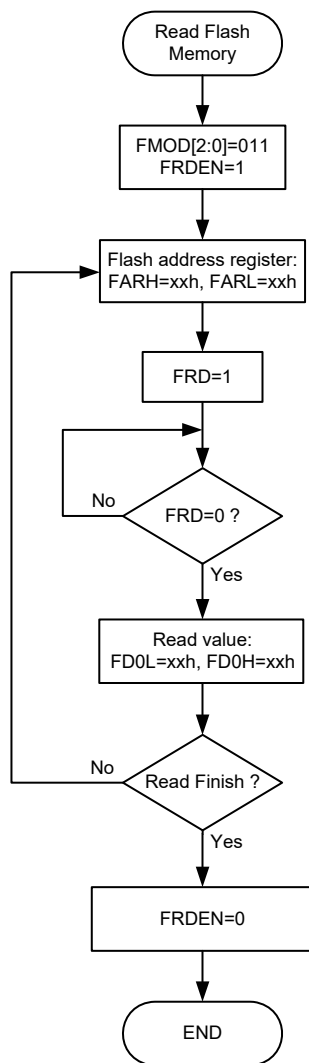 Read Flash
Memory
FMOD[2:0]=011
FRDEN=1
Flash address register:
FARH=xxh, FARL=xxh
FRD=1
No
FRD=0 ?
Yes
Read value:
FD0L=xxh, FD0H=xxh
No
Read Finish ?
Yes
FRDEN=0
END